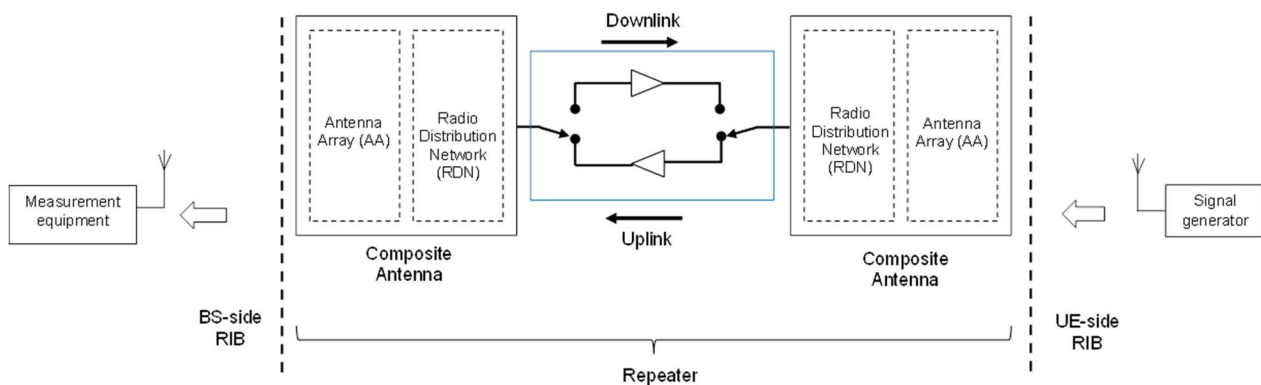 Downlink
Antenna
Array (AA)
Radio
Distribution
Network
(RDN)
Radio
Distribution
Network
(RDN)
Antenna
Array (AA)
Measurement
equipment
Signal
generator
Uplink
Composite
Antenna
Composite
Antenna
BS-side
RIB
UE-side
RIB
Repeater